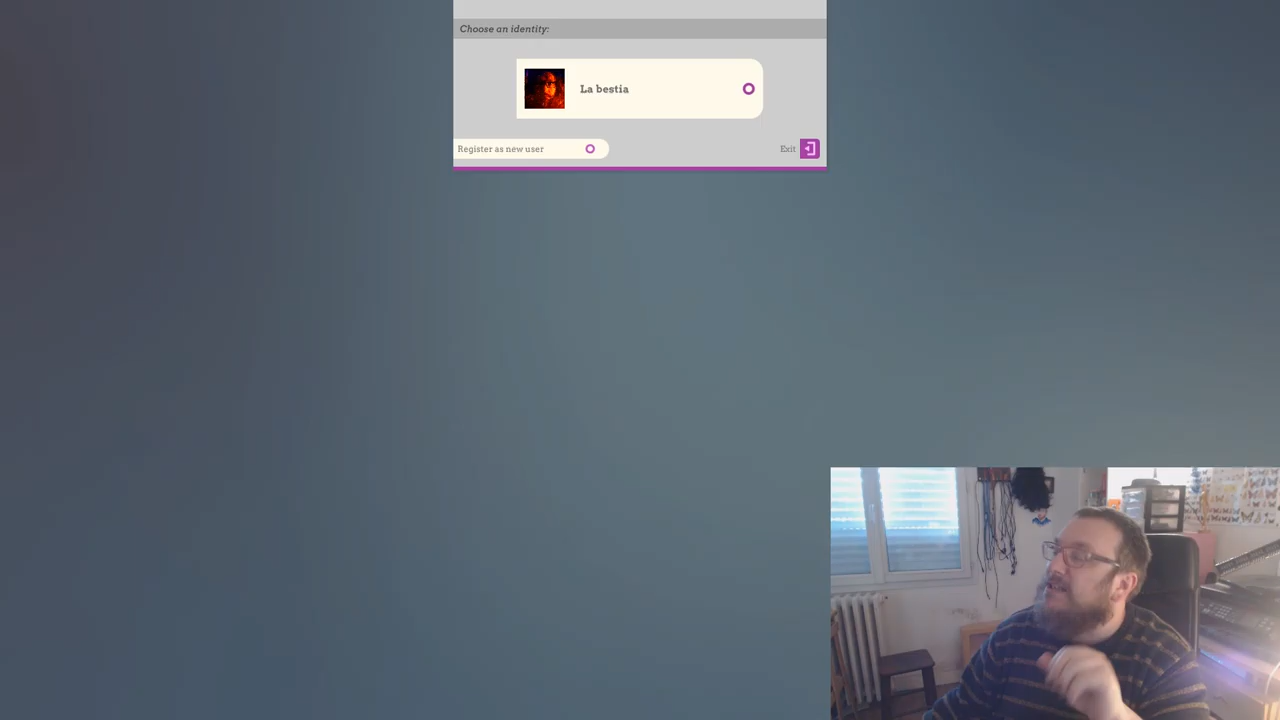 Choose an identity:
La bestia
Register as new user
Exit